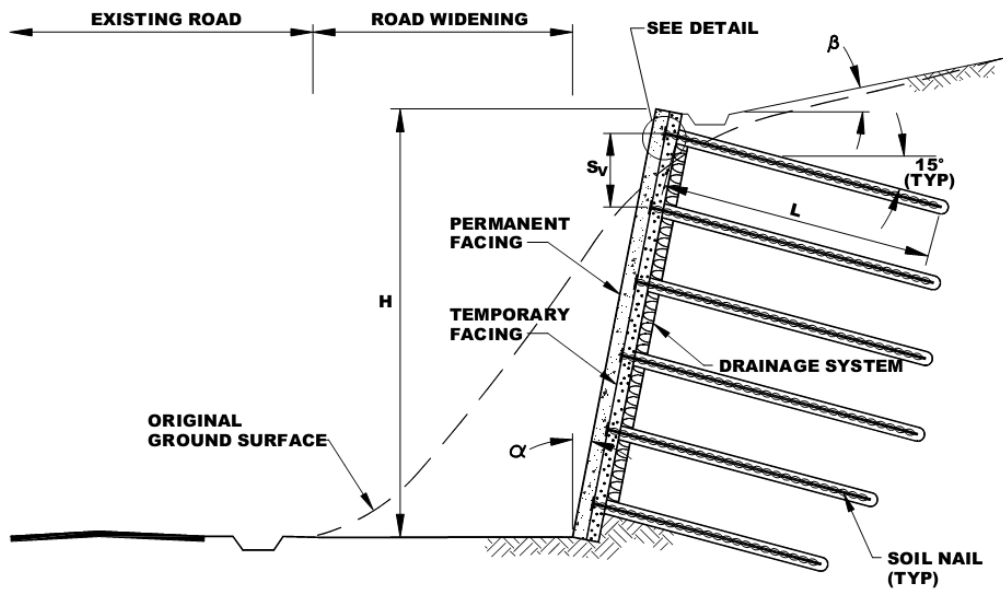 EXISTING ROAD
ROAD WIDENING
SEE DETAIL
β
15°
(TYP)
Sv
L
PERMANENT
FACING
H
TEMPORARY
FACING
DRAINAGE SYSTEM
ORIGINAL
GROUND SURFACE
α
SOIL NAIL
(TYP)